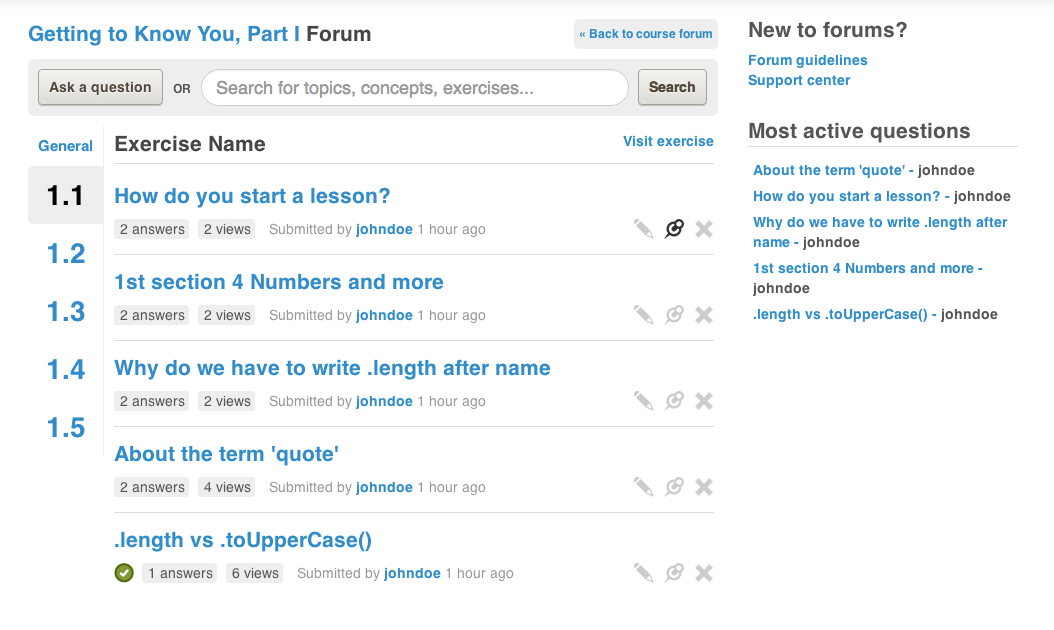 Getting to Know You, Part I Forum
« Back to course forum
Ask a question OR Search for topics, concepts, exercises... Search
General
1.1
1.2
1.3
1.4
1.5
Exercise Name
Visit exercise
How do you start a lesson?
2 answers 2 views Submitted by johndoe 1 hour ago
1st section 4 Numbers and more
2 answers 2 views Submitted by johndoe 1 hour ago
Why do we have to write .length after name
2 answers 2 views Submitted by johndoe 1 hour ago
About the term 'quote'
2 answers 4 views Submitted by johndoe 1 hour ago
.length vs .toUpperCase()
1 answers 6 views Submitted by johndoe 1 hour ago
New to forums?
Forum guidelines
Support center
Most active questions
About the term 'quote' - johndoe
How do you start a lesson? - johndoe
Why do we have to write .length after
name - johndoe
1st section 4 Numbers and more -
johndoe
.length vs .toUpperCase() - johndoe